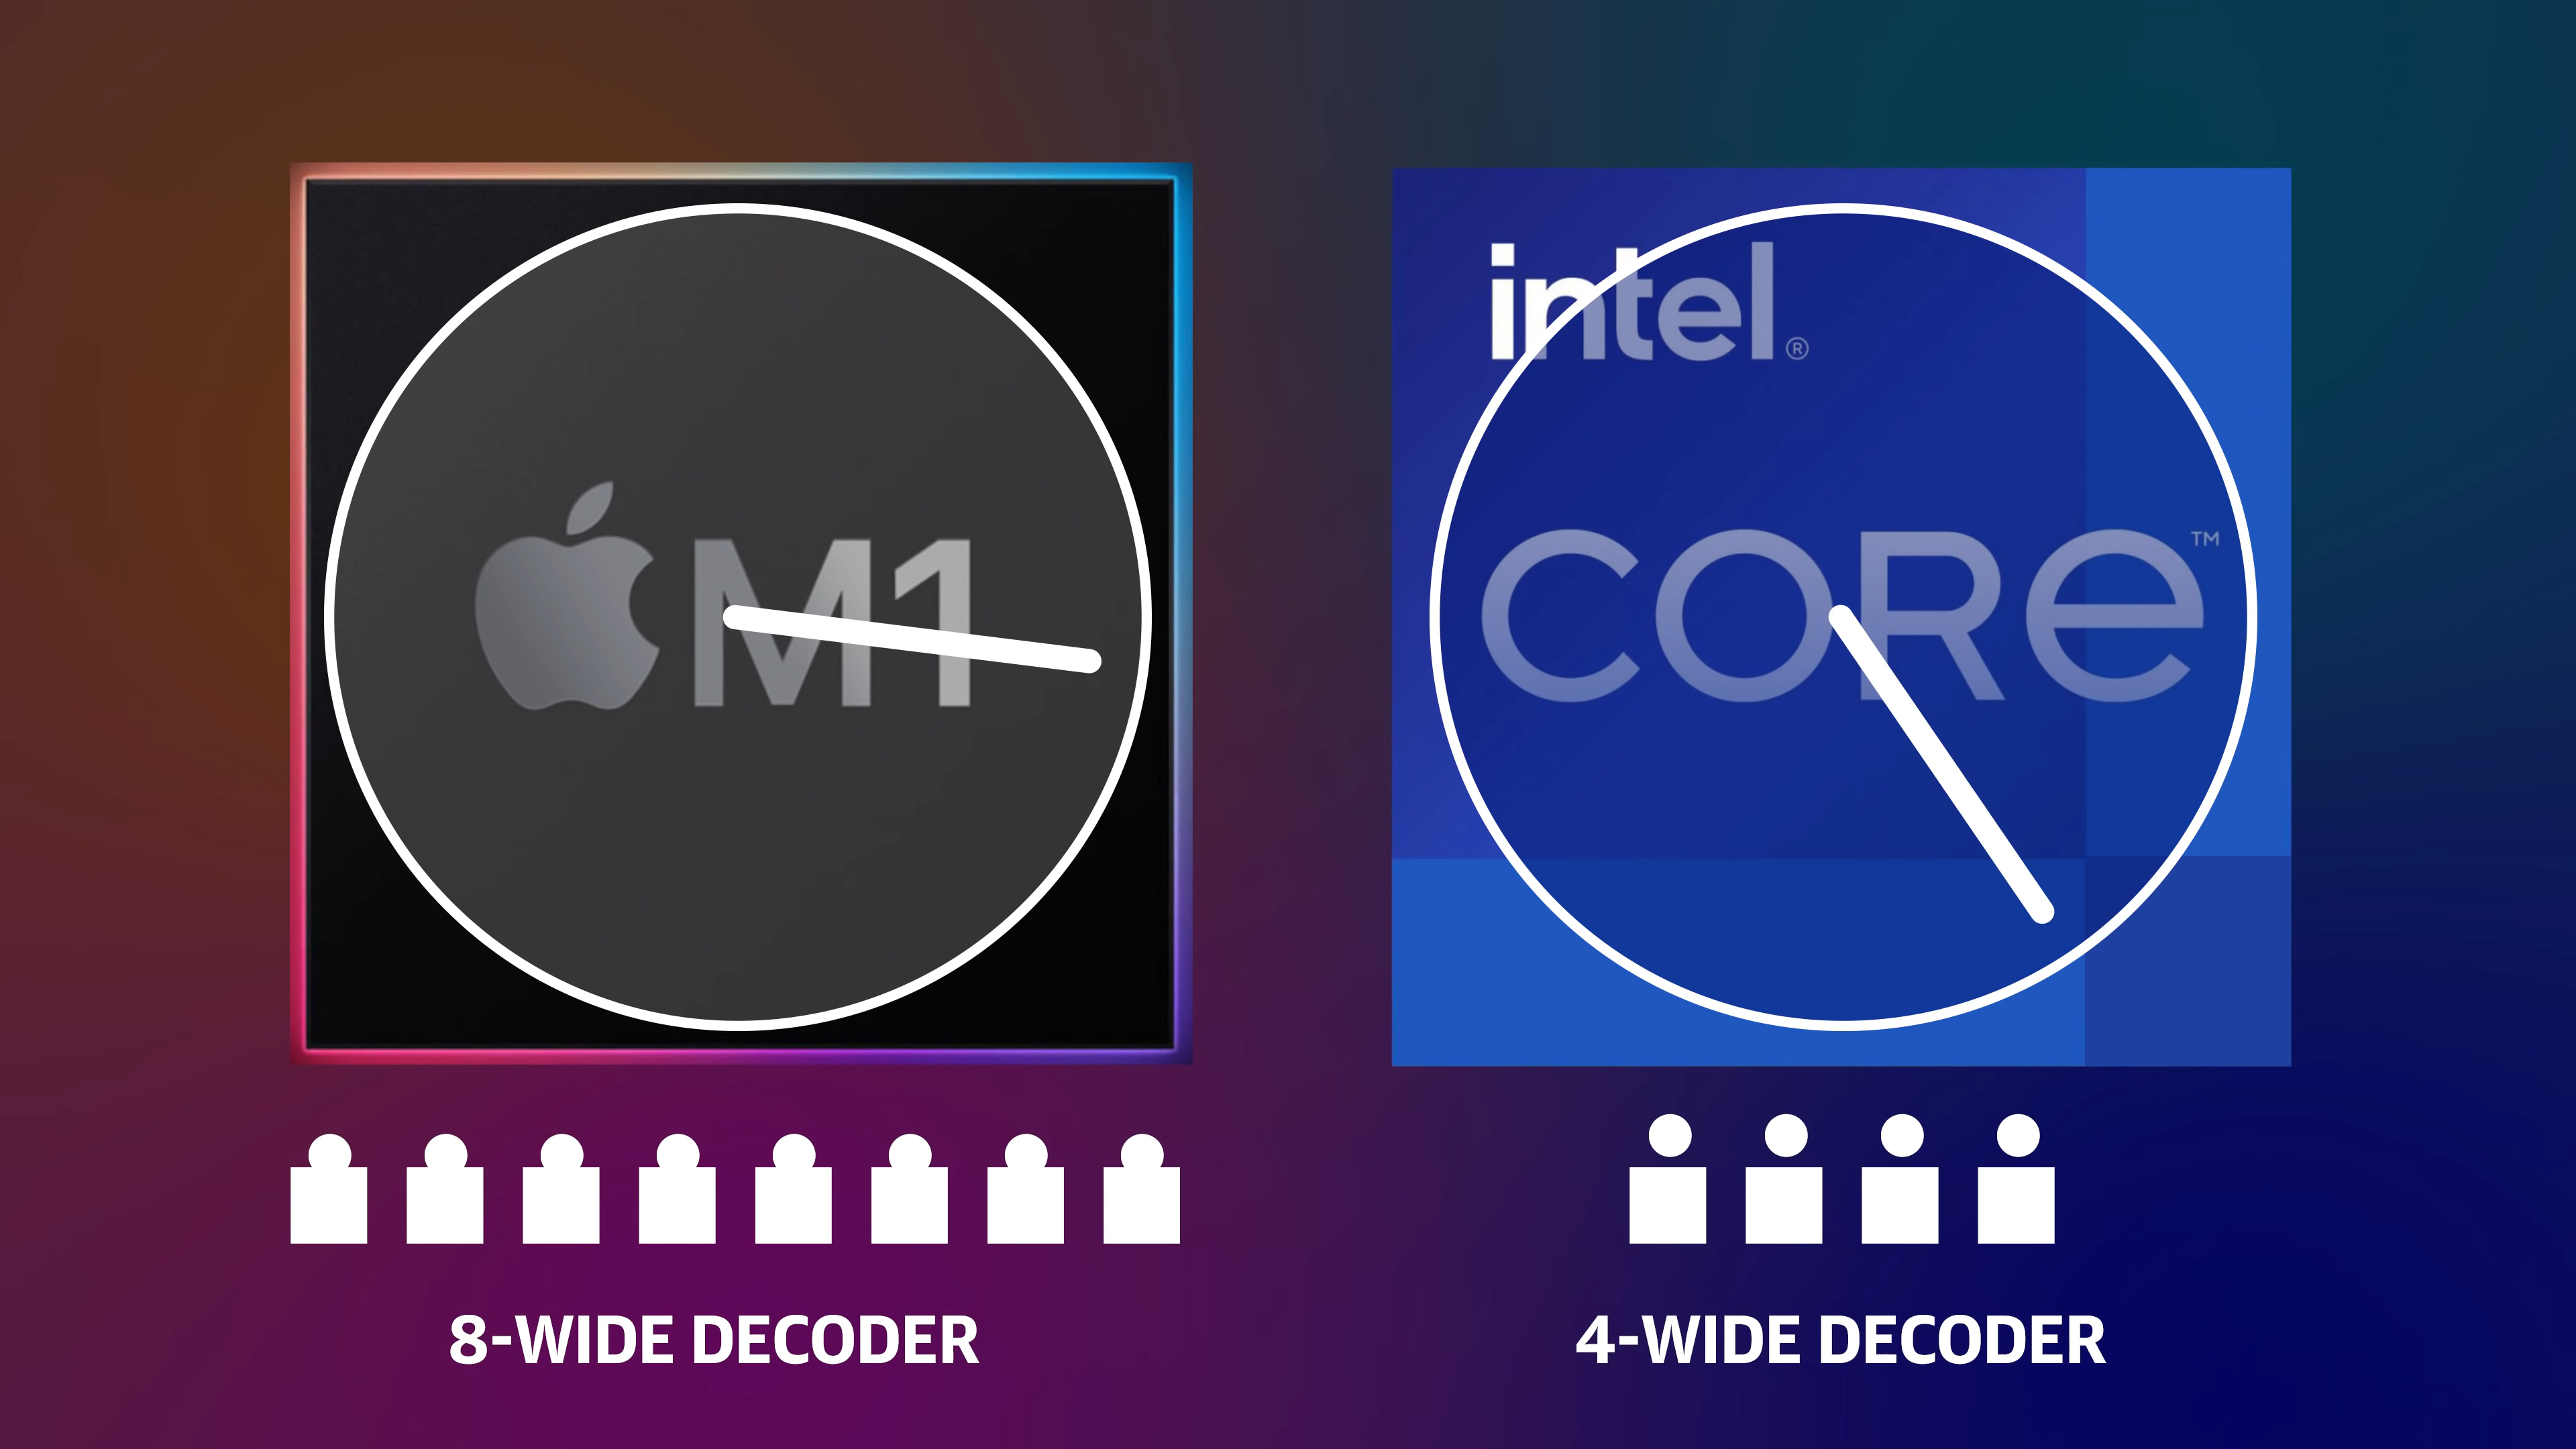 M1
intel®
CORE™
8-WIDE DECODER
4-WIDE DECODER